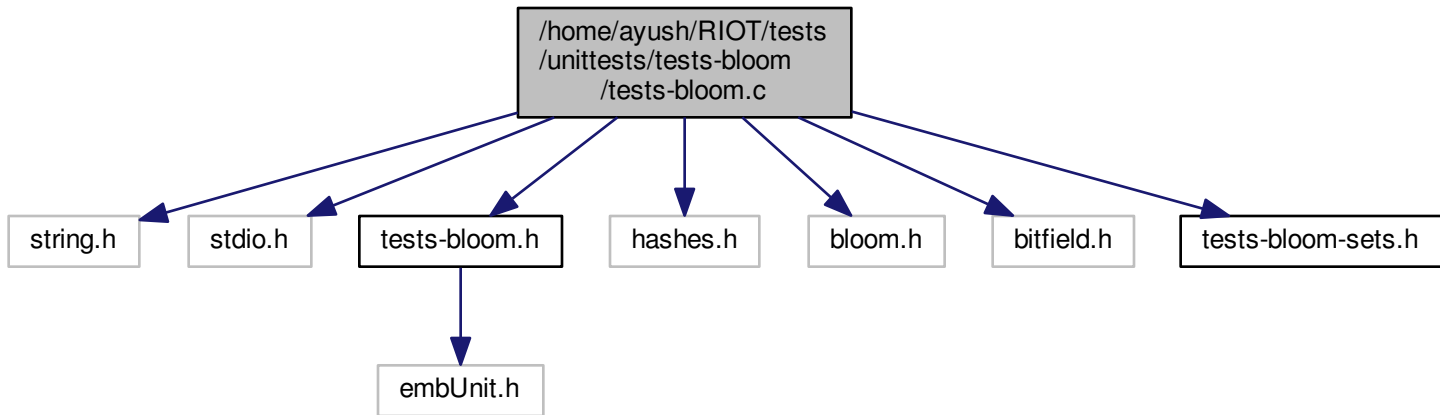 /home/ayush/RIOT/tests
/unittests/tests-bloom
/tests-bloom.c
string.h
stdio.h
tests-bloom.h
hashes.h
bloom.h
bitfield.h
tests-bloom-sets.h
embUnit.h